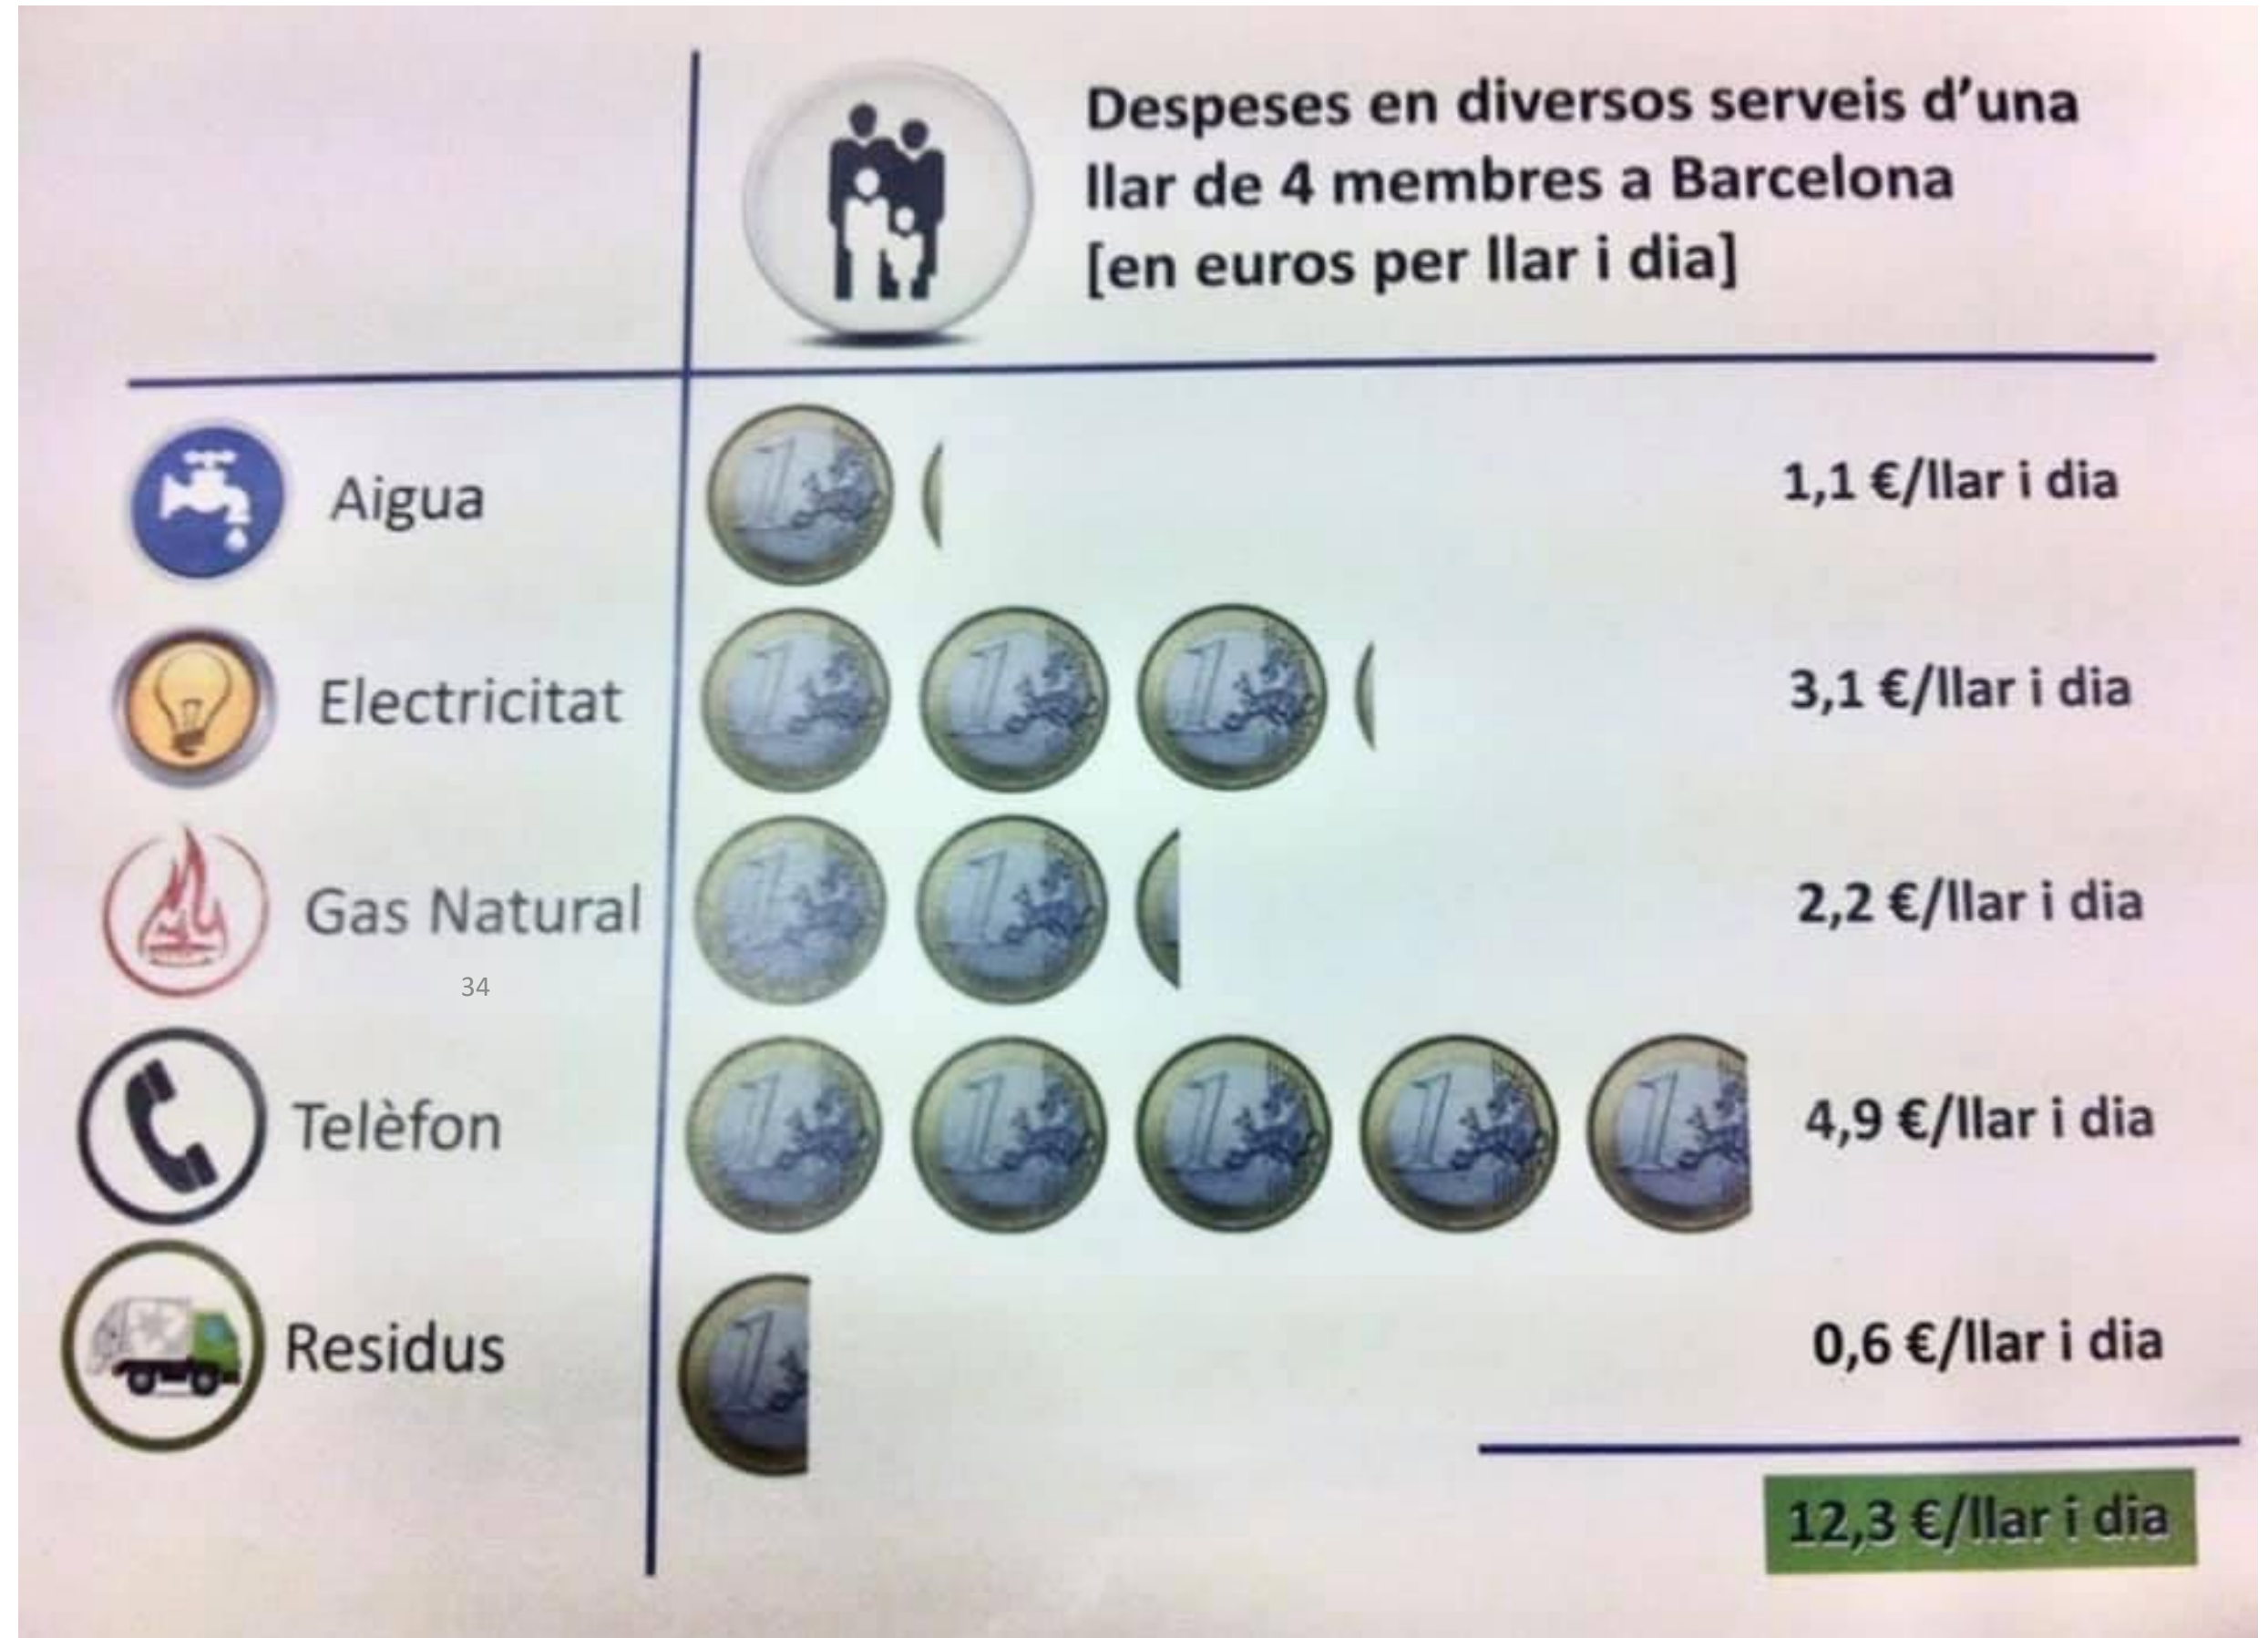 Despeses en diversos serveis d'una
llar de 4 membres a Barcelona
[en euros per llar i dia]
Aigua 1,1 €/llar i dia
Electricitat 3,1 €/llar i dia
Gas Natural 2,2 €/llar i dia
34
Telèfon 4,9 €/llar i dia
Residus 0,6 €/llar i dia
12,3 €/llar i dia